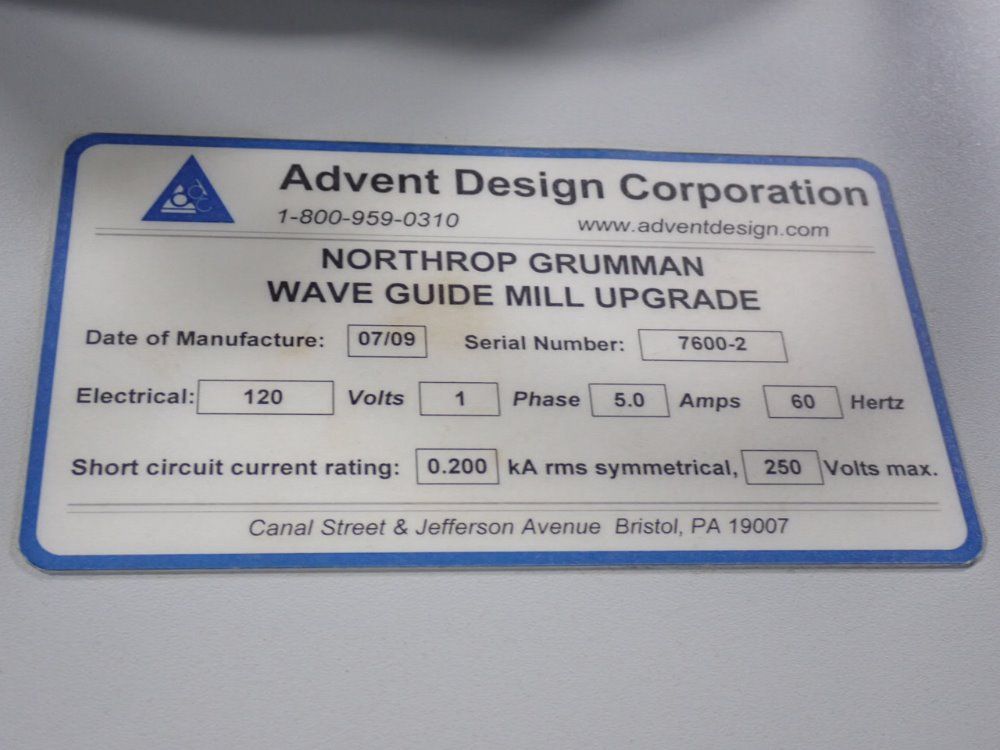 adc
Advent Design Corporation
1-800-959-0310 www.adventdesign.com
NORTHROP GRUMMAN
WAVE GUIDE MILL UPGRADE
Date of Manufacture: 07/09 Serial Number: 7600-2
Electrical: 120 Volts 1 Phase 5.0 Amps 60 Hertz
Short circuit current rating: 0.200 kA rms symmetrical, 250 Volts max.
Canal Street & Jefferson Avenue Bristol, PA 19007